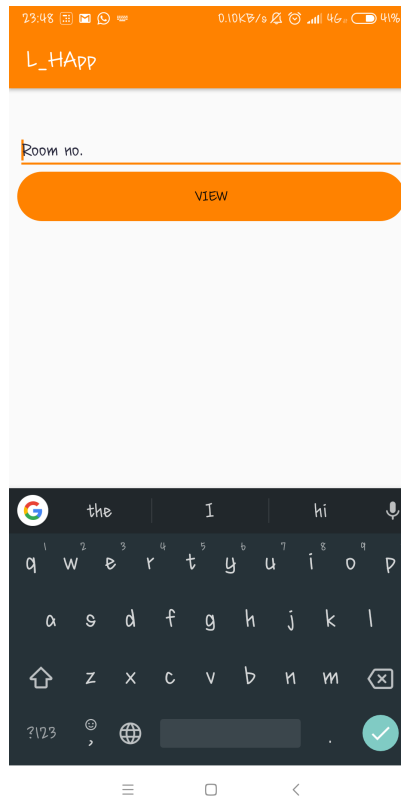 23:48 0.10KB/s 4G 41%
L_HApp
Room no.
VIEW
the I hi
1 2 3 4 5 6 7 8 9
q w e r t y u i o p
a s d f g h j k l
z x c v b n m
?123 , .